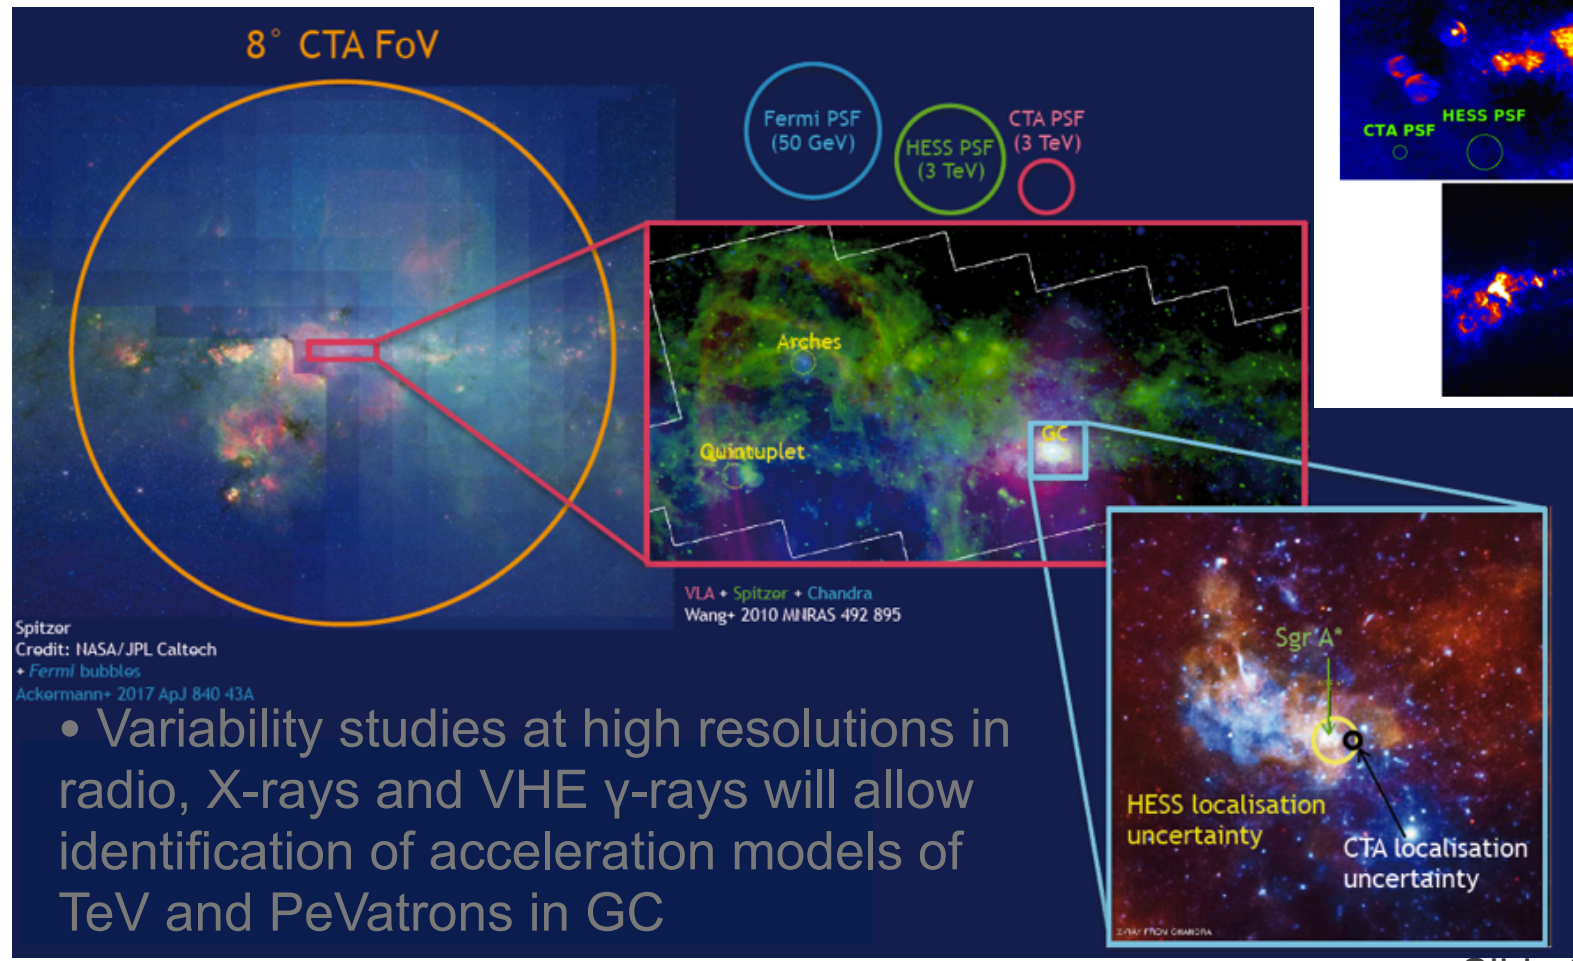 8° CTA FoV
Fermi PSF
(50 GeV)
HESS PSF
(3 TeV)
CTA PSF
(3 TeV)
CTA PSF
HESS PSF
Arches
Quintuplet
GC
VLA + Spitzer + Chandra
Wang+ 2010 MNRAS 492 895
Spitzer
Credit: NASA/JPL Caltech
+ Fermi bubbles
Ackermann+ 2017 ApJ 840 43A
Sgr A*
HESS localisation
uncertainty
CTA localisation
uncertainty
X-RAY FROM CHANDRA
• Variability studies at high resolutions in
radio, X-rays and VHE γ-rays will allow
identification of acceleration models of
TeV and PeVatrons in GC